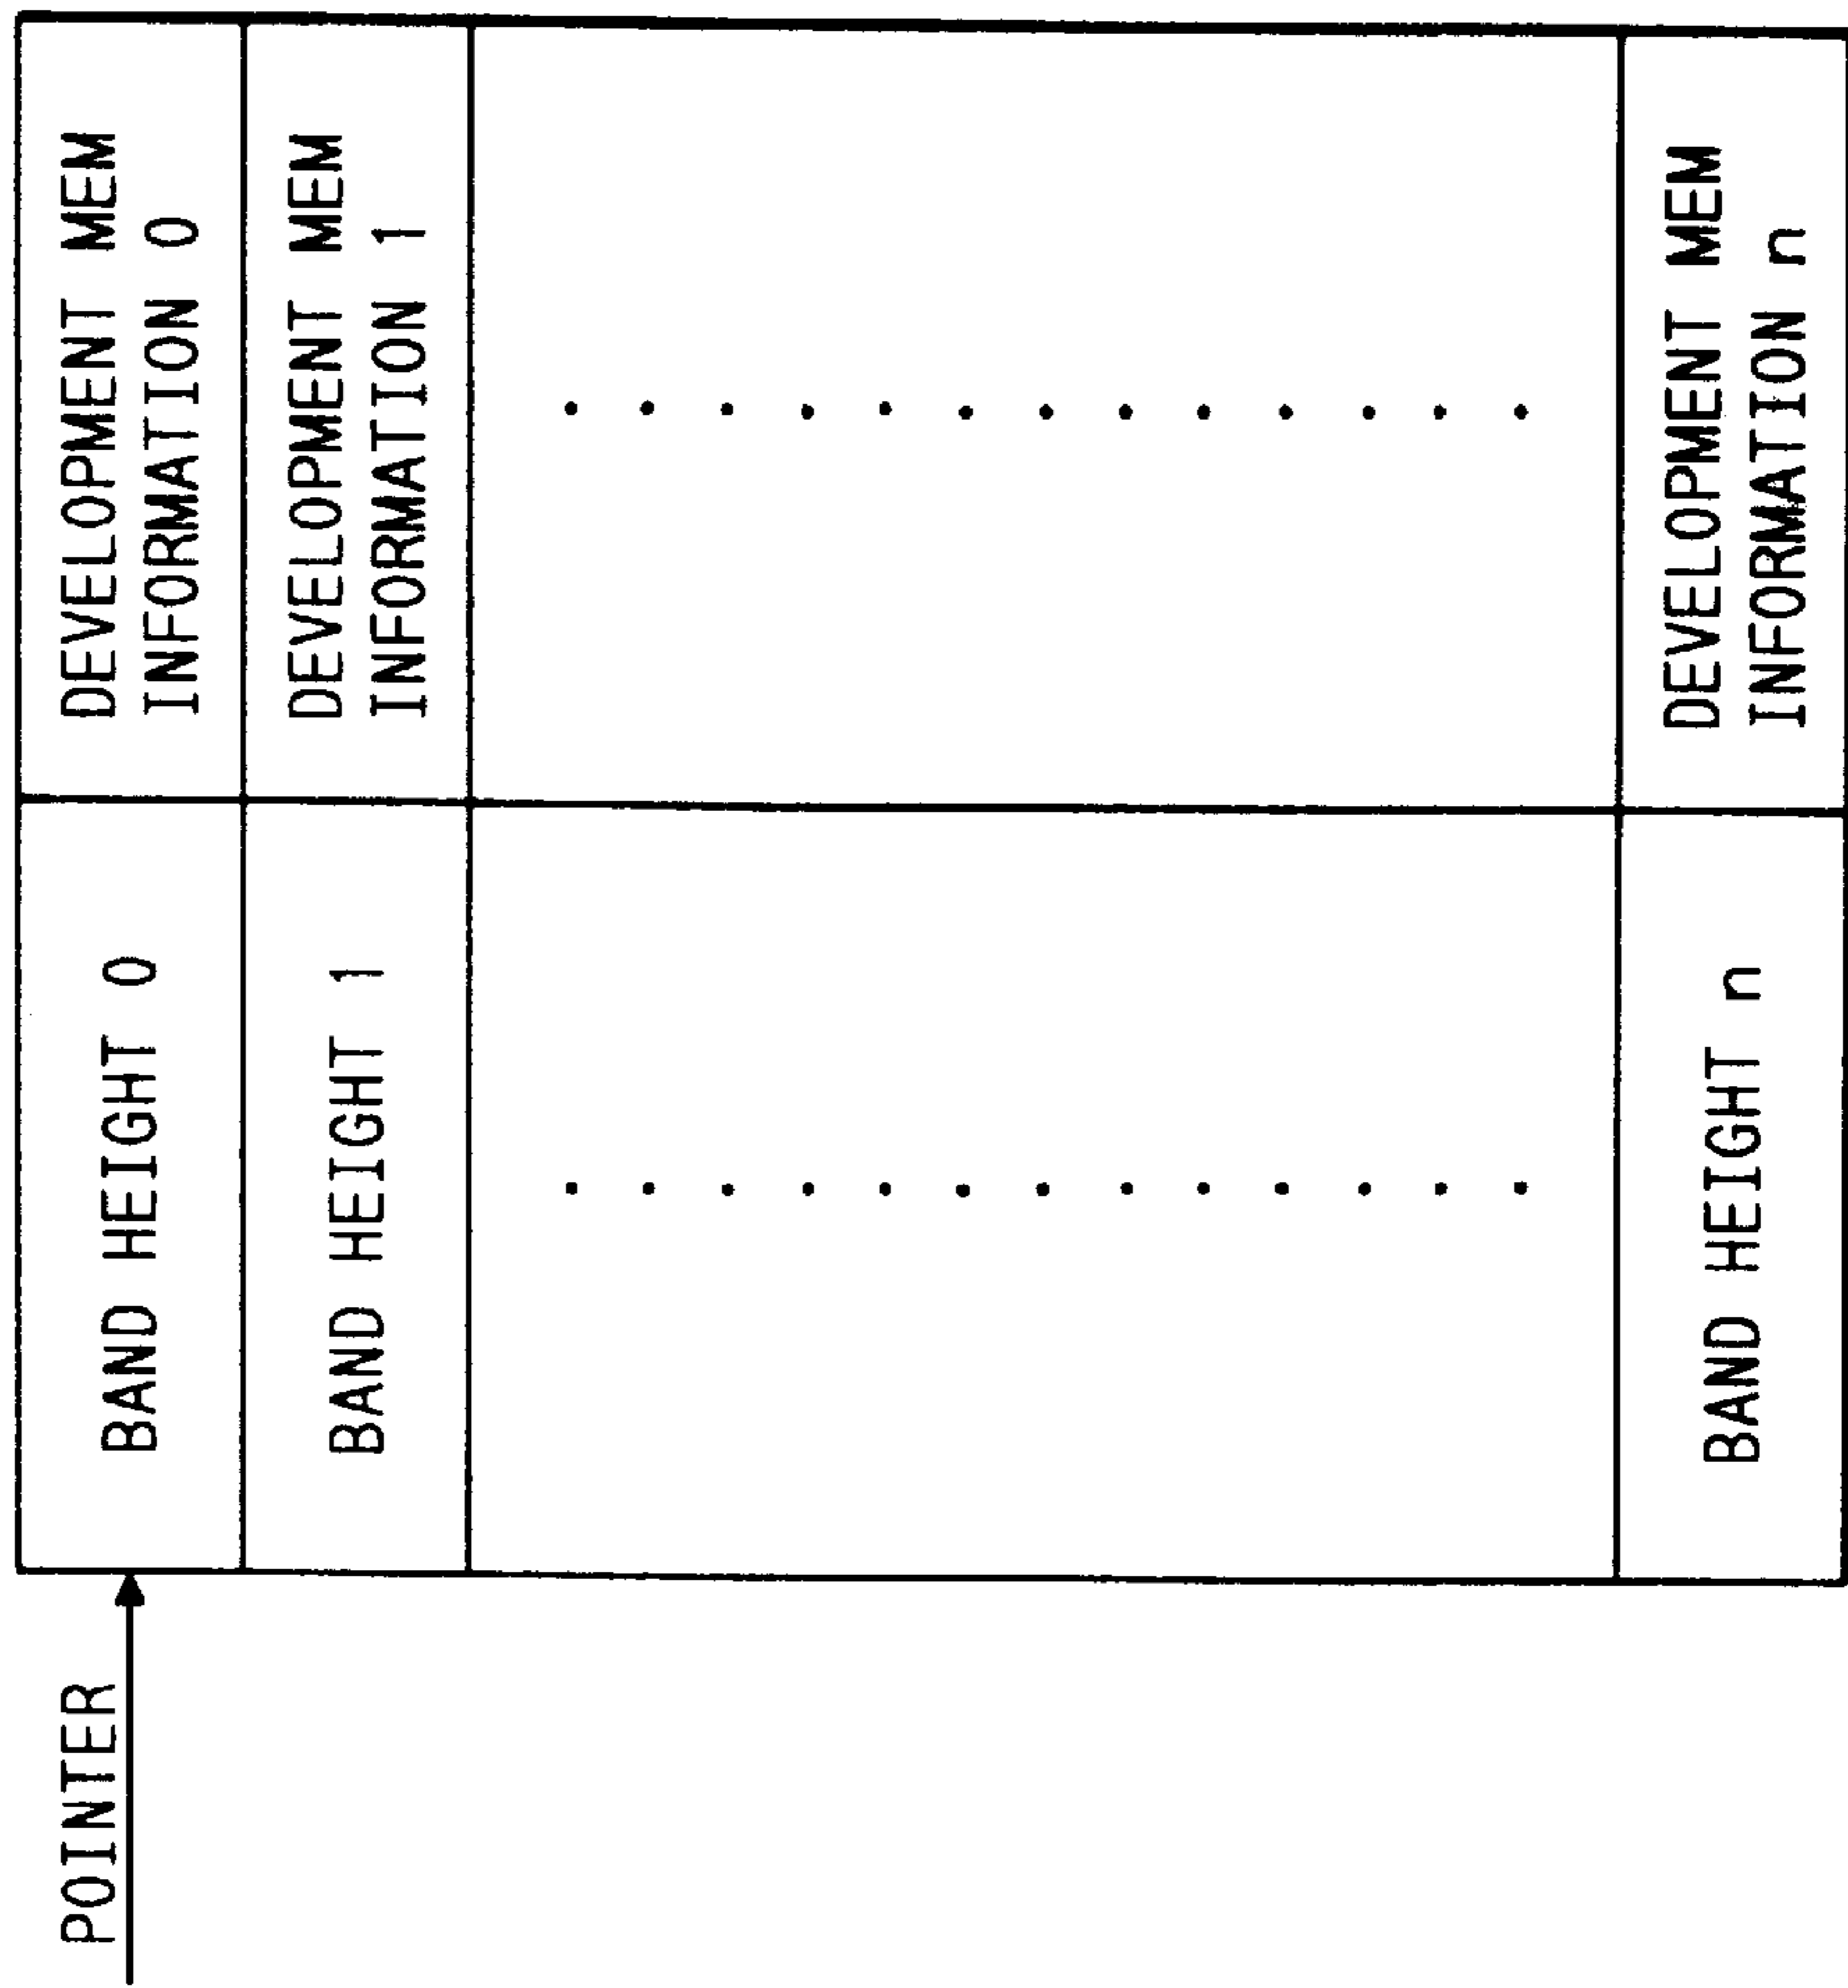 POINTER
BAND HEIGHT 0
DEVELOPMENT MEM
INFORMATION 0
BAND HEIGHT 1
DEVELOPMENT MEM
INFORMATION 1
BAND HEIGHT n
DEVELOPMENT MEM
INFORMATION n